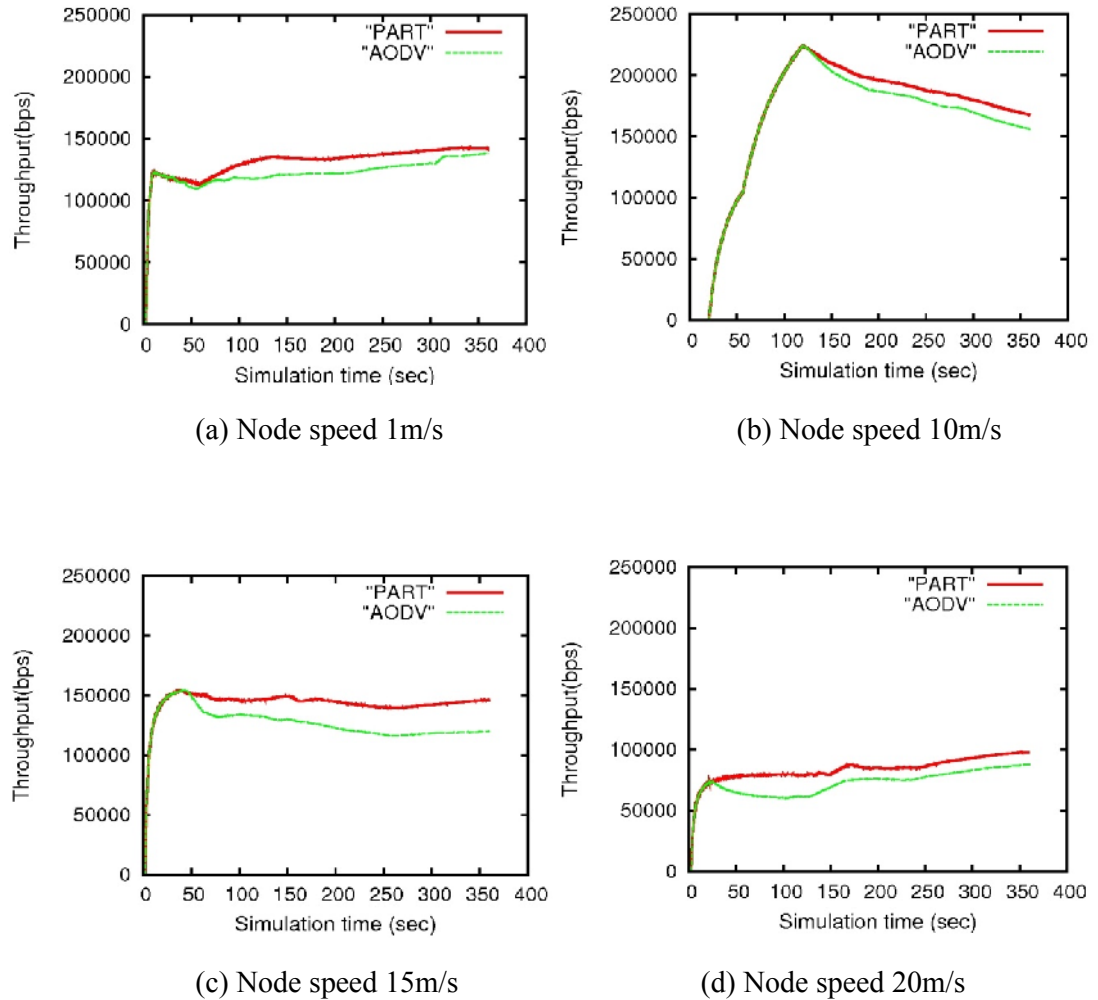 250000
200000
150000
100000
50000
0
Throughput(bps)
"PART"
"AODV"
0 50 100 150 200 250 300 350 400
Simulation time (sec)
(a) Node speed 1m/s
250000
200000
150000
100000
50000
0
Throughput(bps)
"PART"
"AODV"
0 50 100 150 200 250 300 350 400
Simulation time (sec)
(b) Node speed 10m/s
250000
200000
150000
100000
50000
0
Throughput(bps)
"PART"
"AODV"
0 50 100 150 200 250 300 350 400
Simulation time (sec)
(c) Node speed 15m/s
250000
200000
150000
100000
50000
0
Throughput(bps)
"PART"
"AODV"
0 50 100 150 200 250 300 350 400
Simulation time (sec)
(d) Node speed 20m/s